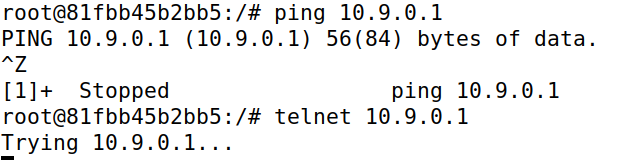 root@81fbb45b2bb5:/# ping 10.9.0.1
PING 10.9.0.1 (10.9.0.1) 56(84) bytes of data.
^Z
[1]+  Stopped                 ping 10.9.0.1
root@81fbb45b2bb5:/# telnet 10.9.0.1
Trying 10.9.0.1...